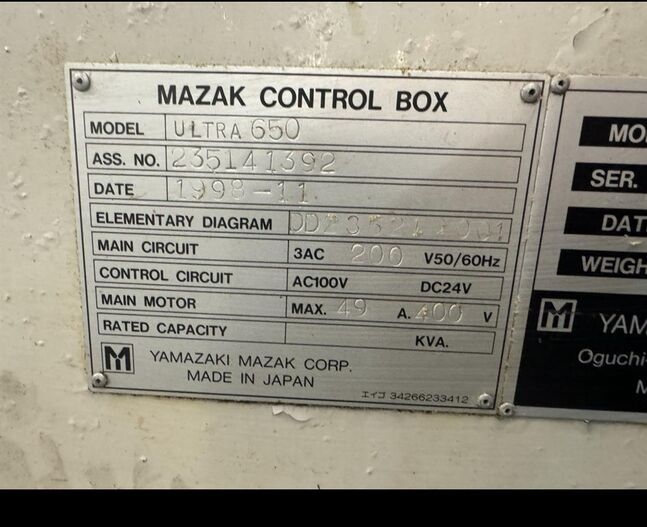 MAZAK CONTROL BOX
MODEL ULTRA 650
ASS. NO. 235141392
DATE 1998-11
ELEMENTARY DIAGRAM
MAIN CIRCUIT 3AC 200 V50/60Hz
CONTROL CIRCUIT AC100V DC24V
MAIN MOTOR MAX. 49 A. 400 V
RATED CAPACITY KVA.
M YAMAZAKI MAZAK CORP.
MADE IN JAPAN
エイゴ 34266233412
MO
SER.
DAT
WEIGH
M YAM
Oguchi-
M